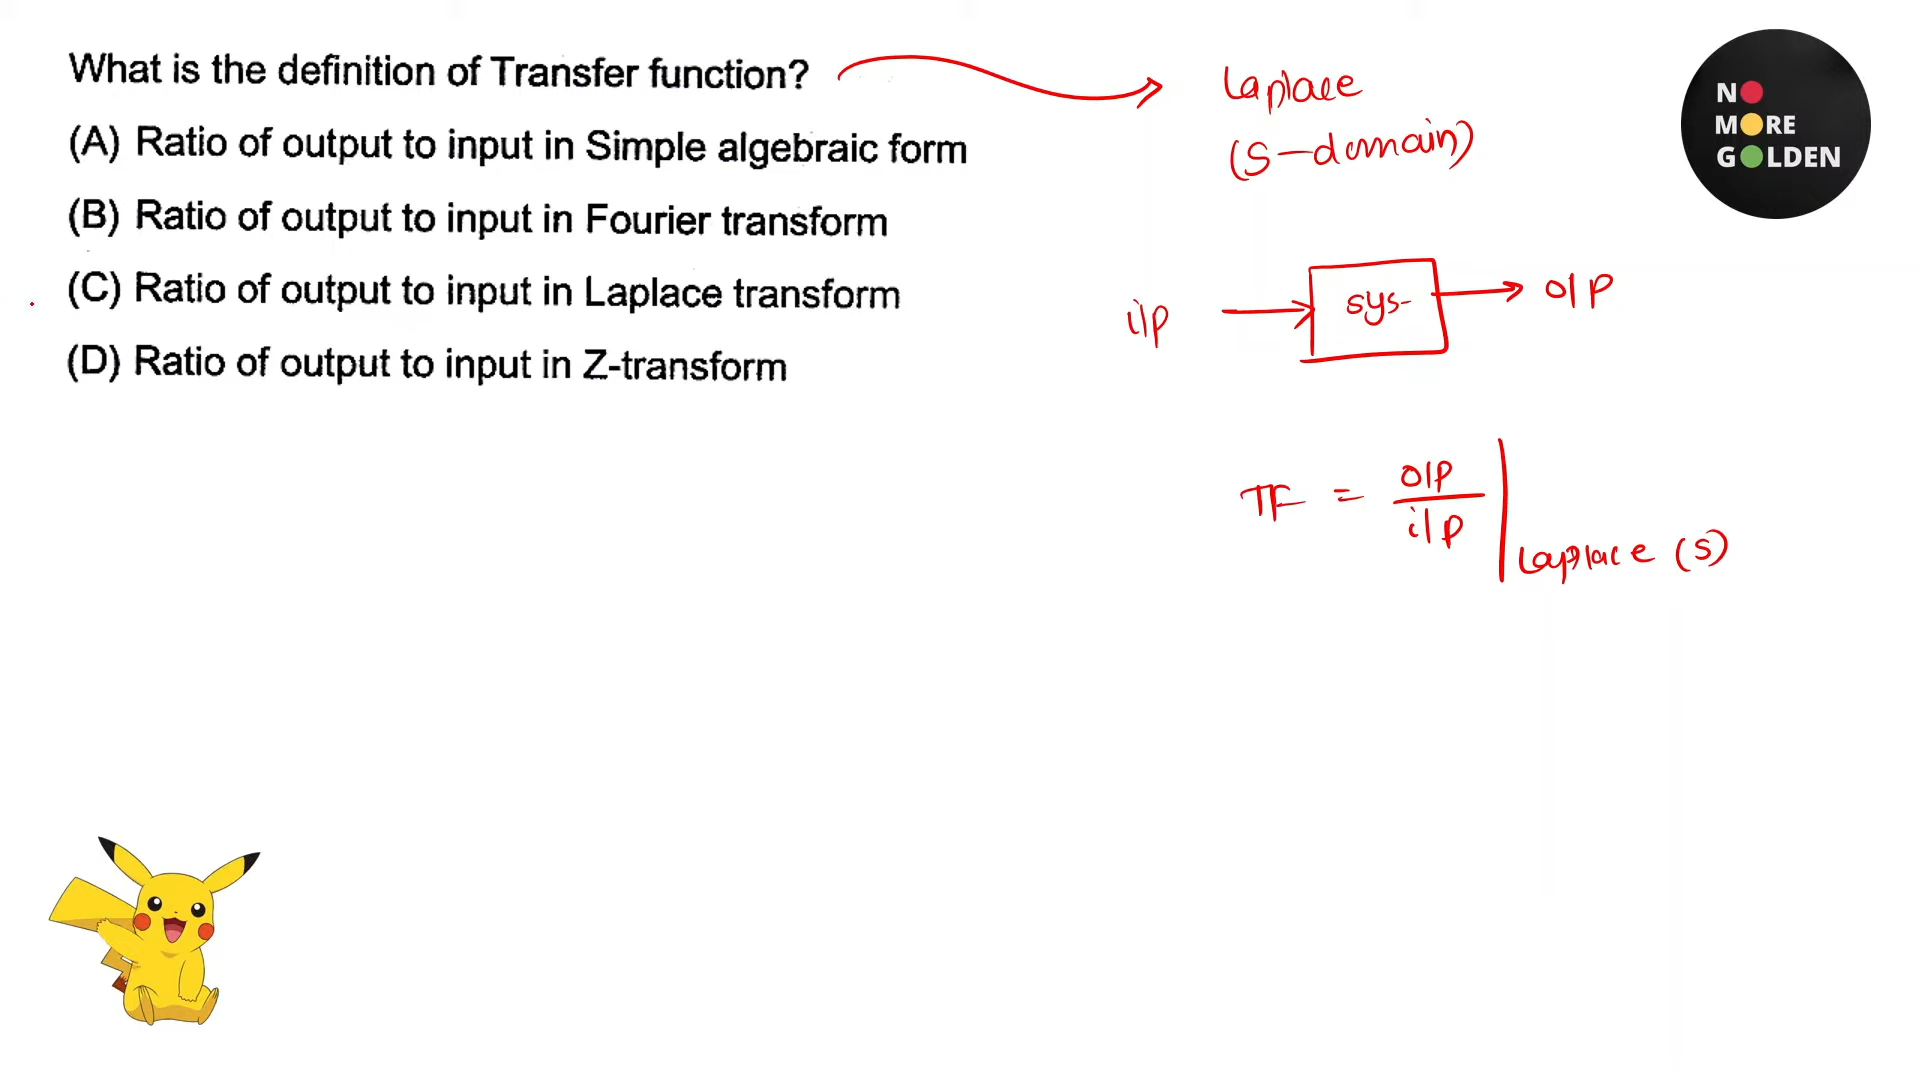 What is the definition of Transfer function?
(A) Ratio of output to input in Simple algebraic form
(B) Ratio of output to input in Fourier transform
(C) Ratio of output to input in Laplace transform
(D) Ratio of output to input in Z-transform
Laplace
(S-domain)
NO
MORE
GOLDEN
i/p
sys-
o/p
TF = o/p
i/p
Laplace (s)